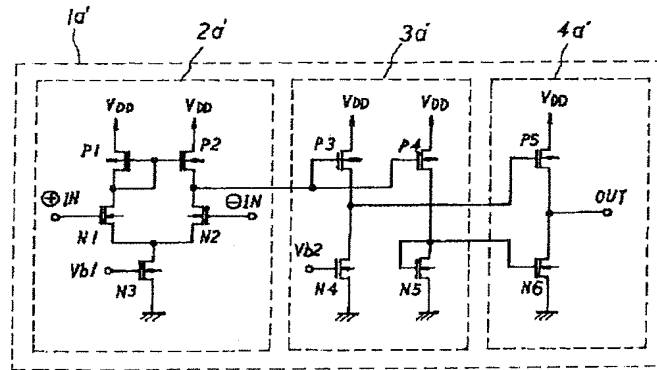 1a'
2a'
3a'
4a'
VDD
VDD
VDD
VDD
VDD
P1
P2
P3
P4
P5
⊕IN
⊖IN
OUT
N1
N2
Vb1
N3
Vb2
N4
N5
N6